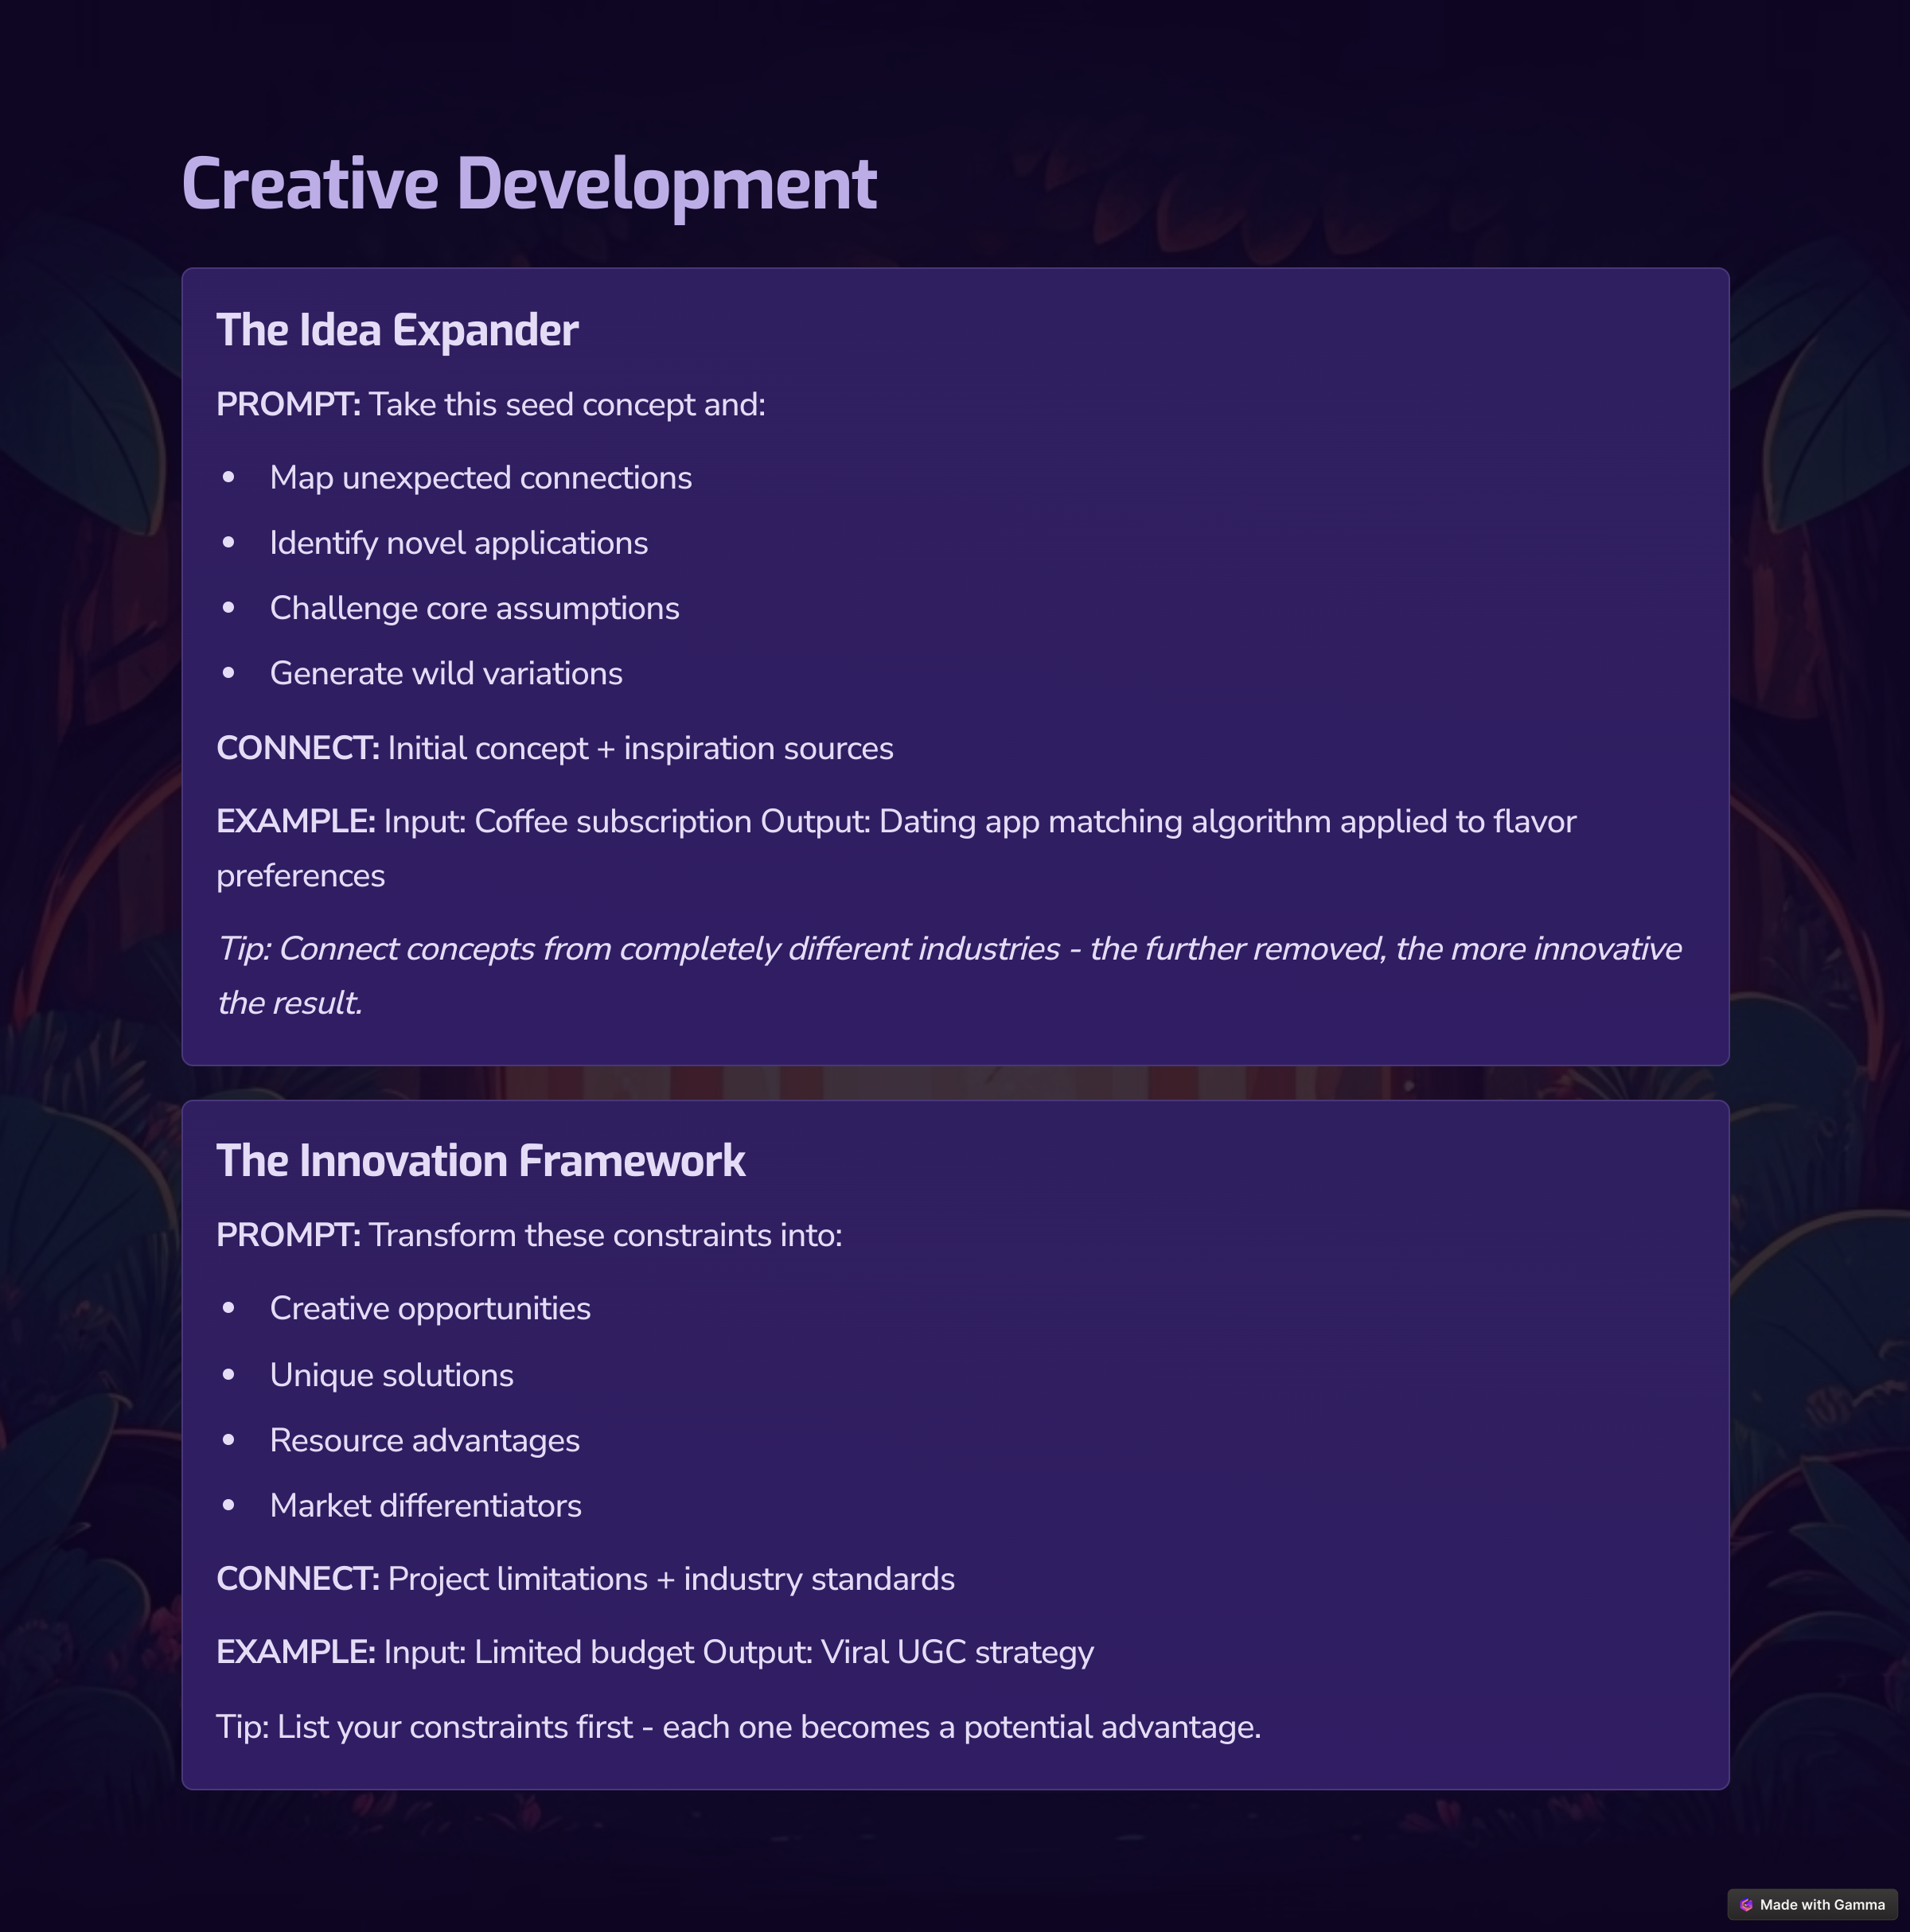 Creative Development
The Idea Expander
PROMPT: Take this seed concept and:
• Map unexpected connections
• Identify novel applications
• Challenge core assumptions
• Generate wild variations
CONNECT: Initial concept + inspiration sources
EXAMPLE: Input: Coffee subscription Output: Dating app matching algorithm applied to flavor
preferences
Tip: Connect concepts from completely different industries - the further removed, the more innovative
the result.
The Innovation Framework
PROMPT: Transform these constraints into:
• Creative opportunities
• Unique solutions
• Resource advantages
• Market differentiators
CONNECT: Project limitations + industry standards
EXAMPLE: Input: Limited budget Output: Viral UGC strategy
Tip: List your constraints first - each one becomes a potential advantage.
Made with Gamma